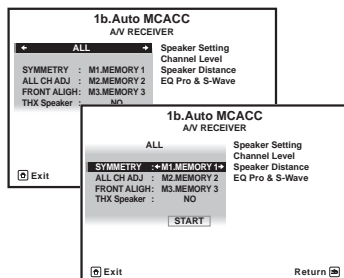 1b.Auto MCACC
A/V RECEIVER
ALL
Speaker Setting
Channel Level
SYMMETRY : M1.MEMORY 1 Speaker Distance
ALL CH ADJ : M2.MEMORY 2 EQ Pro & S-Wave
FRONT ALIGH: M3.MEMORY 3
THX Speaker : NO
Exit
1b.Auto MCACC
A/V RECEIVER
ALL Speaker Setting
Channel Level
SYMMETRY : M1.MEMORY 1 Speaker Distance
ALL CH ADJ : M2.MEMORY 2 EQ Pro & S-Wave
FRONT ALIGH: M3.MEMORY 3
THX Speaker : NO
START
Exit Return